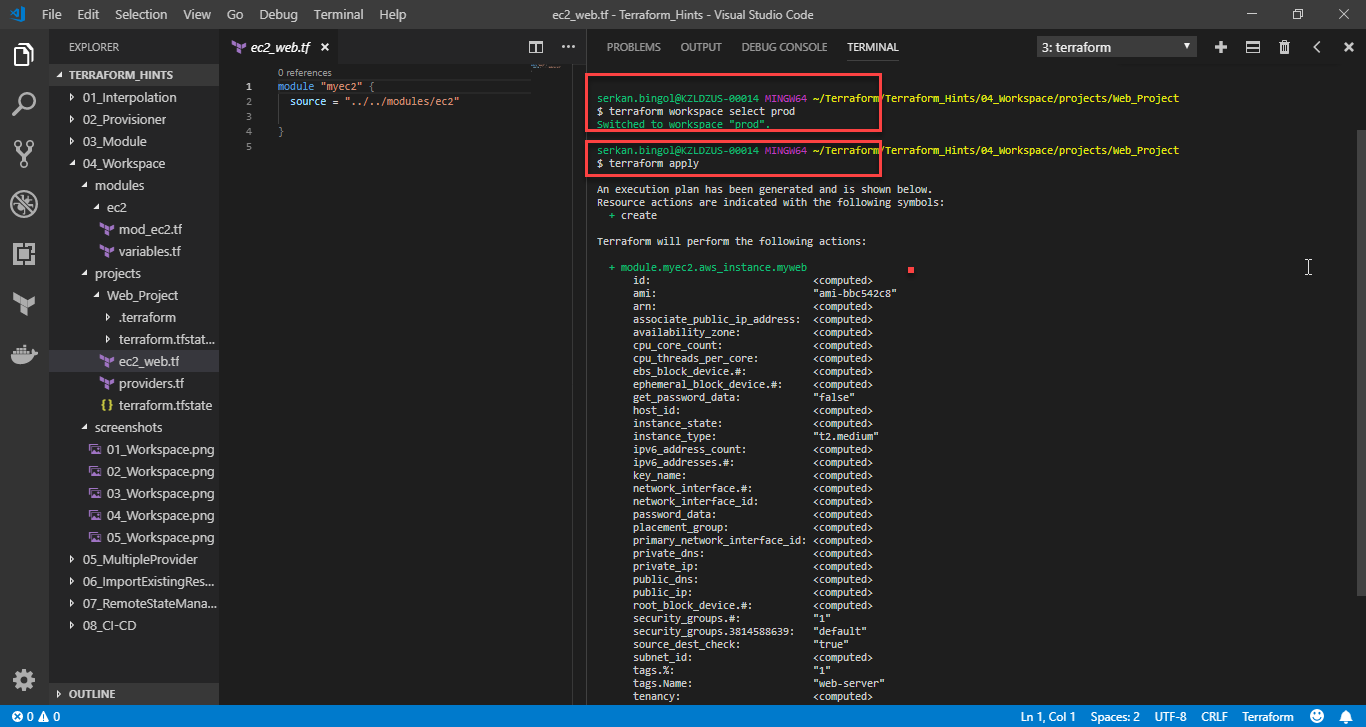 File Edit Selection View Go Debug Terminal Help ec2_web.tf - Terraform_Hints - Visual Studio Code
EXPLORER
TERRAFORM_HINTS
01_Interpolation
02_Provisioner
03_Module
04_Workspace
modules
ec2
mod_ec2.tf
variables.tf
projects
Web_Project
.terraform
terraform.tfstat...
ec2_web.tf
providers.tf
{} terraform.tfstate
screenshots
01_Workspace.png
02_Workspace.png
03_Workspace.png
04_Workspace.png
05_Workspace.png
05_MultipleProvider
06_ImportExistingRes...
07_RemoteStateMana...
08_CI-CD
OUTLINE
ec2_web.tf
0 references
1 module "myec2" {
2 source = "../../modules/ec2"
3
4 }
5
PROBLEMS OUTPUT DEBUG CONSOLE TERMINAL 3: terraform
serkan.bingol@KZLDZUS-00014 MINGW64 ~/Terraform/Terraform_Hints/04_Workspace/projects/Web_Project
$ terraform workspace select prod
Switched to workspace "prod".
serkan.bingol@KZLDZUS-00014 MINGW64 ~/Terraform/Terraform_Hints/04_Workspace/projects/Web_Project
$ terraform apply
An execution plan has been generated and is shown below.
Resource actions are indicated with the following symbols:
+ create
Terraform will perform the following actions:
+ module.myec2.aws_instance.myweb
id: <computed>
ami: "ami-bbc542c8"
arn: <computed>
associate_public_ip_address: <computed>
availability_zone: <computed>
cpu_core_count: <computed>
cpu_threads_per_core: <computed>
ebs_block_device.#: <computed>
ephemeral_block_device.#: <computed>
get_password_data: "false"
host_id: <computed>
instance_state: <computed>
instance_type: "t2.medium"
ipv6_address_count: <computed>
ipv6_addresses.#: <computed>
key_name: <computed>
network_interface.#: <computed>
network_interface_id: <computed>
password_data: <computed>
placement_group: <computed>
primary_network_interface_id: <computed>
private_dns: <computed>
private_ip: <computed>
public_dns: <computed>
public_ip: <computed>
root_block_device.#: <computed>
security_groups.#: "1"
security_groups.3814588639: "default"
source_dest_check: "true"
subnet_id: <computed>
tags.%: "1"
tags.Name: "web-server"
tenancy: <computed>
0 0 Ln 1, Col 1 Spaces: 2 UTF-8 CRLF Terraform